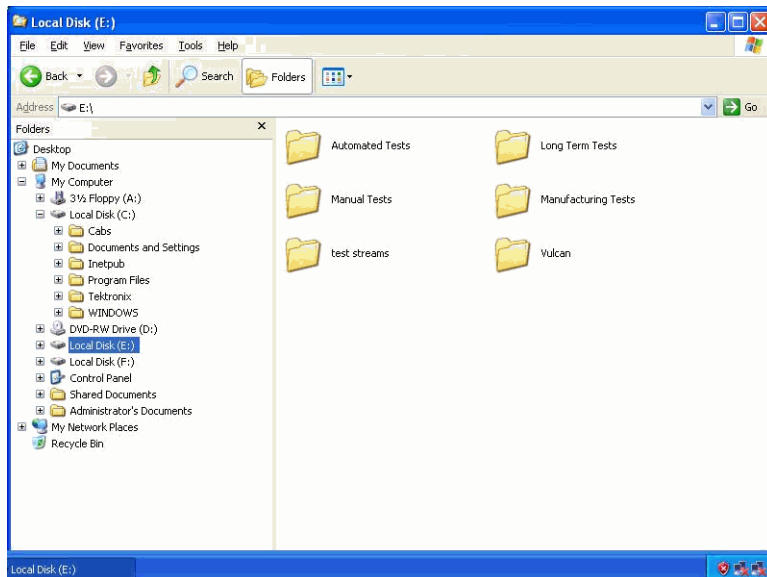 Local Disk (E:)
File Edit View Favorites Tools Help
Back Search Folders
Address E:\ Go
Folders
Desktop
My Documents
My Computer
3½ Floppy (A:)
Local Disk (C:)
Cabs
Documents and Settings
Inetpub
Program Files
Tektronix
WINDOWS
DVD-RW Drive (D:)
Local Disk (E:)
Local Disk (F:)
Control Panel
Shared Documents
Administrator's Documents
My Network Places
Recycle Bin
Automated Tests Long Term Tests
Manual Tests Manufacturing Tests
test streams Vulcan
Local Disk (E:)